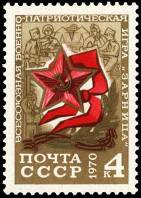 ВСЕСОЮЗНАЯ ВОЕННО-
ПАТРИОТИЧЕСКАЯ
ИГРА "ЗАРНИЦА"
ПОЧТА
СССР
1970
4
К